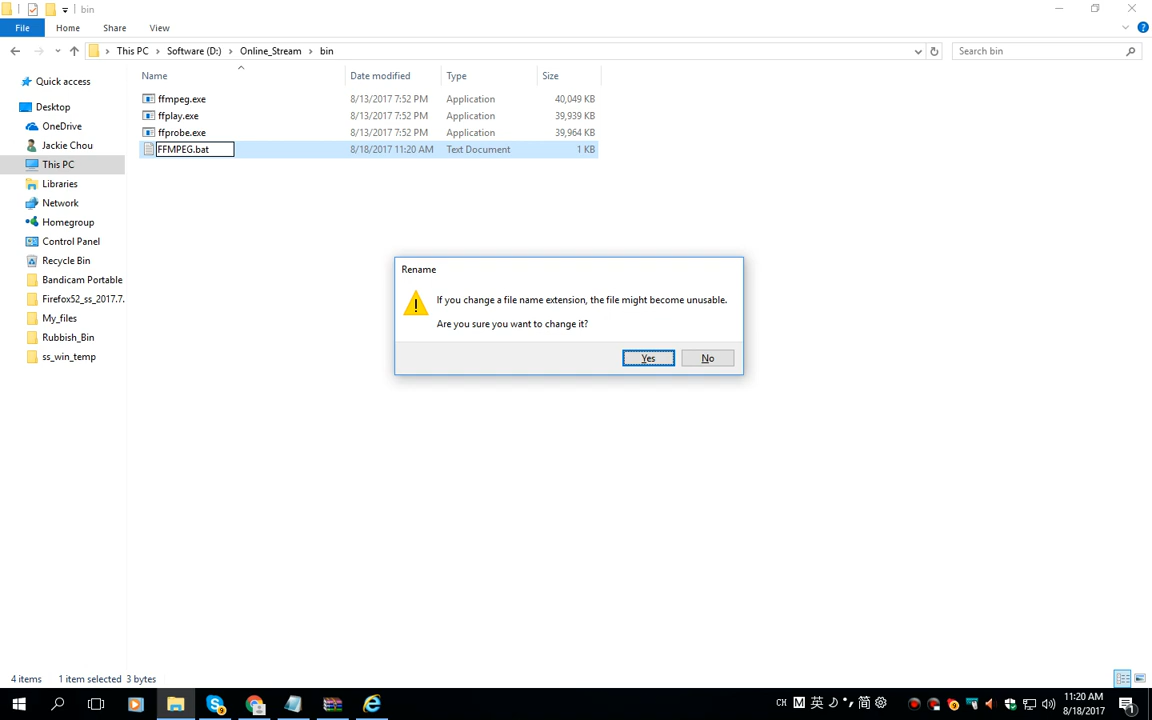 bin
File Home Share View
This PC Software (D:) Online_Stream bin Search bin
Name Date modified Type Size
Quick access
Desktop
OneDrive
Jackie Chou
This PC
Libraries
Network
Homegroup
Control Panel
Recycle Bin
Bandicam Portable
Firefox52_ss_2017.7.
My_files
Rubbish_Bin
ss_win_temp
ffmpeg.exe 8/13/2017 7:52 PM Application 40,049 KB
ffplay.exe 8/13/2017 7:52 PM Application 39,939 KB
ffprobe.exe 8/13/2017 7:52 PM Application 39,964 KB
FFMPEG.bat 8/18/2017 11:20 AM Text Document 1 KB
Rename
If you change a file name extension, the file might become unusable.
Are you sure you want to change it?
Yes No
4 items 1 item selected 3 bytes
CH M 英 简 11:20 AM
8/18/2017